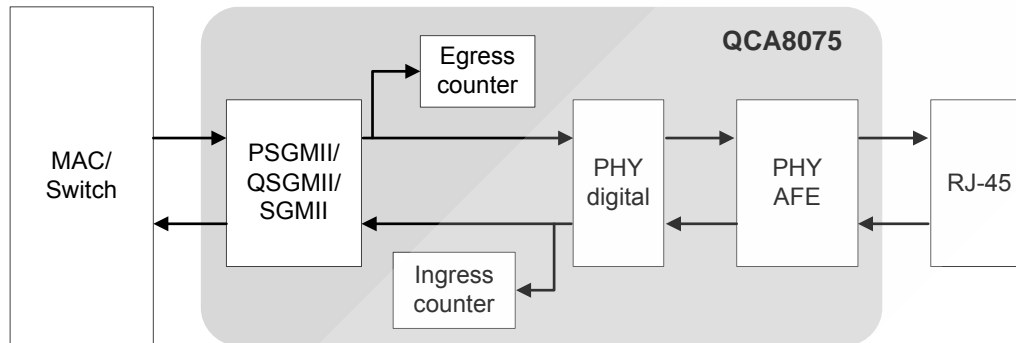 QCA8075
Egress
counter
MAC/
Switch
PSGMII/
QSGMII/
SGMII
PHY
digital
PHY
AFE
RJ-45
Ingress
counter